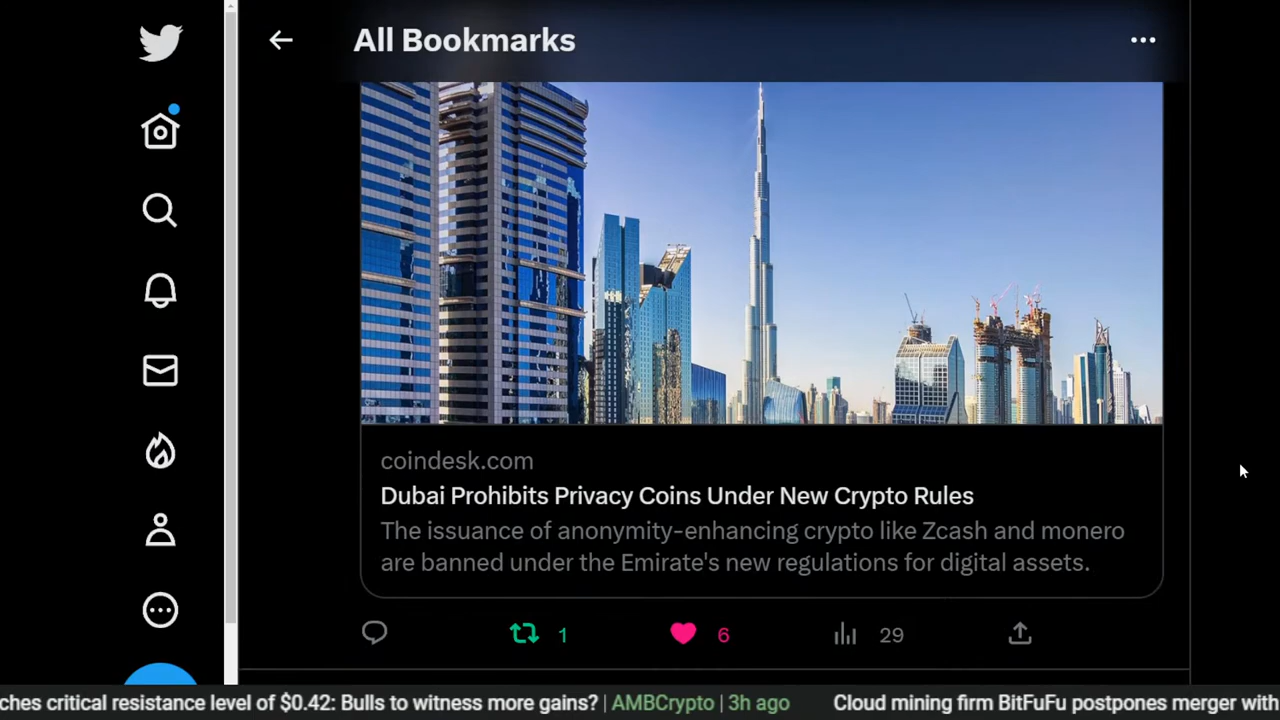 All Bookmarks
coindesk.com
Dubai Prohibits Privacy Coins Under New Crypto Rules
The issuance of anonymity-enhancing crypto like Zcash and monero
are banned under the Emirate's new regulations for digital assets.
1 6 29
ches critical resistance level of $0.42: Bulls to witness more gains? | AMBCrypto | 3h ago Cloud mining firm BitFuFu postpones merger with